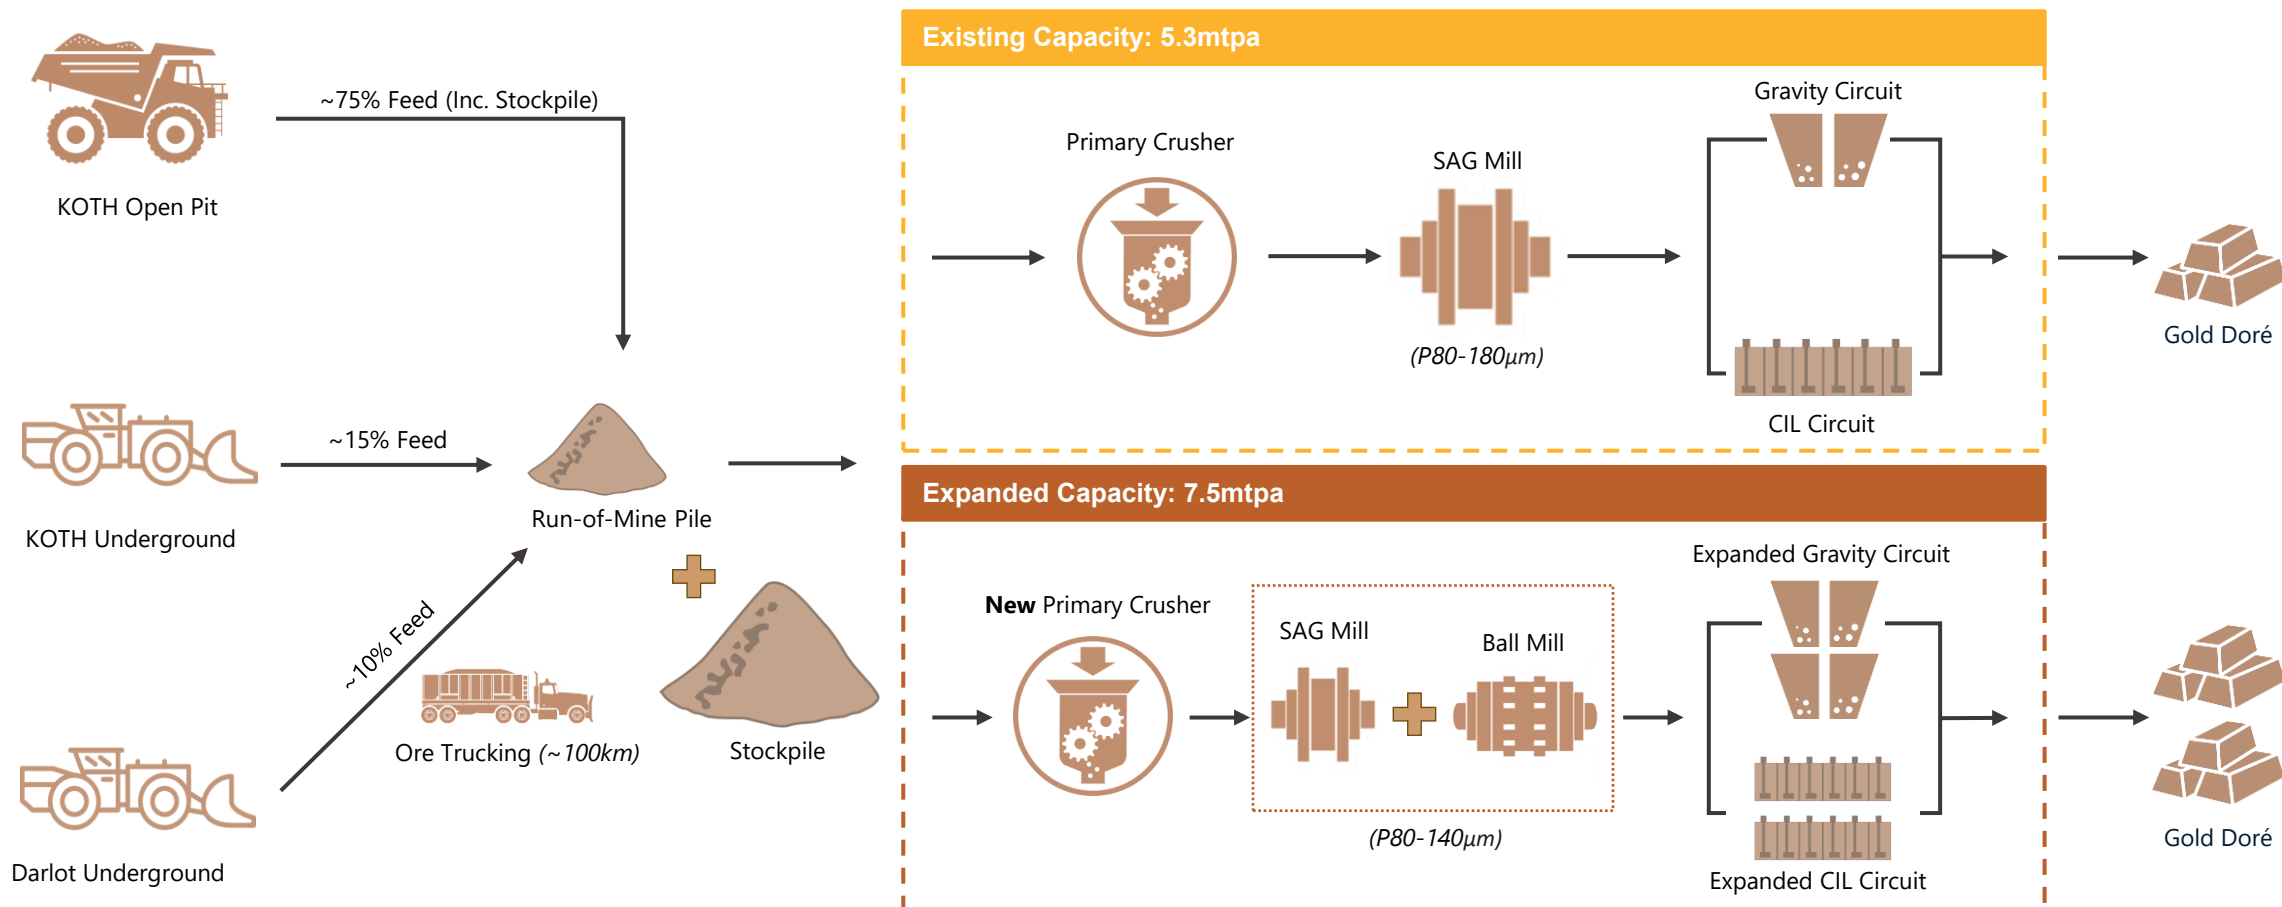 ~75% Feed (Inc. Stockpile)
KOTH Open Pit
~15% Feed
KOTH Underground
Run-of-Mine Pile
~10% Feed
Ore Trucking (~100km)
Stockpile
Darlot Underground
Existing Capacity: 5.3mtpa
Primary Crusher
SAG Mill
(P80-180µm)
Gravity Circuit
CIL Circuit
Gold Doré
Expanded Capacity: 7.5mtpa
New Primary Crusher
SAG Mill
Ball Mill
(P80-140µm)
Expanded Gravity Circuit
Expanded CIL Circuit
Gold Doré